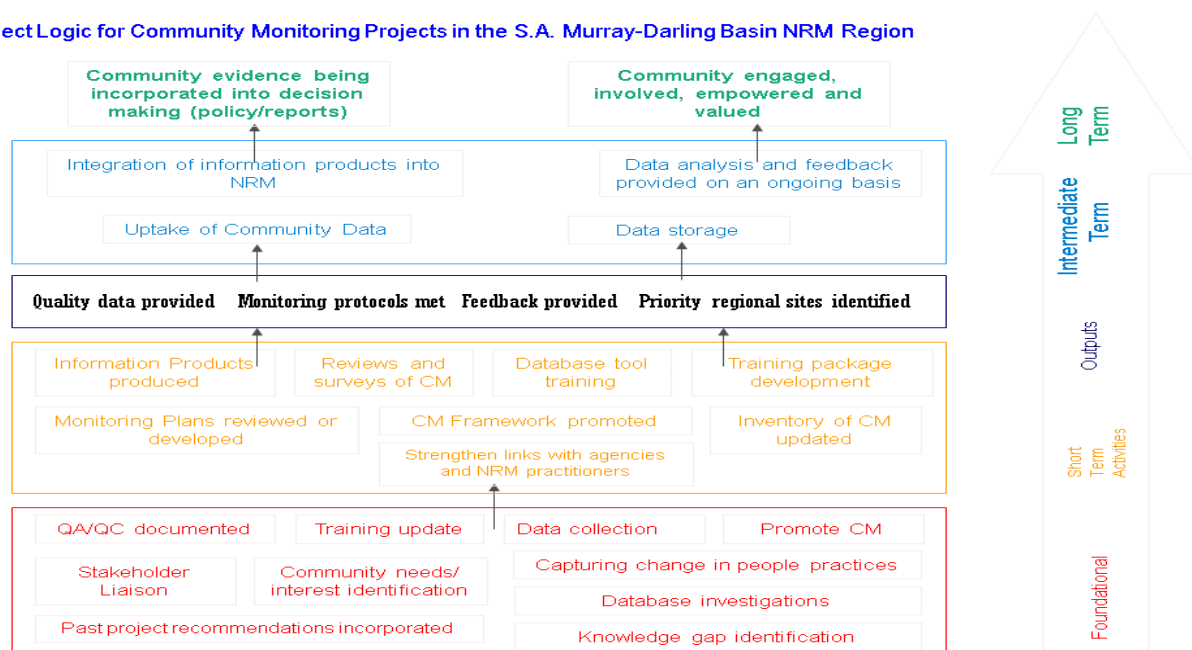 ect Logic for Community Monitoring Projects in the S.A. Murray-Darling Basin NRM Region
Community evidence being
incorporated into decision
making (policy/reports)
Community engaged,
involved, empowered and
valued
Integration of information products into
NRM
Data analysis and feedback
provided on an ongoing basis
Uptake of Community Data
Data storage
Quality data provided Monitoring protocols met Feedback provided Priority regional sites identified
Information Products
produced
Reviews and
surveys of CM
Database tool
training
Training package
development
Monitoring Plans reviewed or
developed
CM Framework promoted
Inventory of CM
updated
Strengthen links with agencies
and NRM practitioners
QA/QC documented
Training update
Data collection
Promote CM
Stakeholder
Liaison
Community needs/
interest identification
Capturing change in people practices
Database investigations
Past project recommendations incorporated
Knowledge gap identification
Long
Term
Intermediate
Term
Outputs
Short
Term
Activities
Foundational